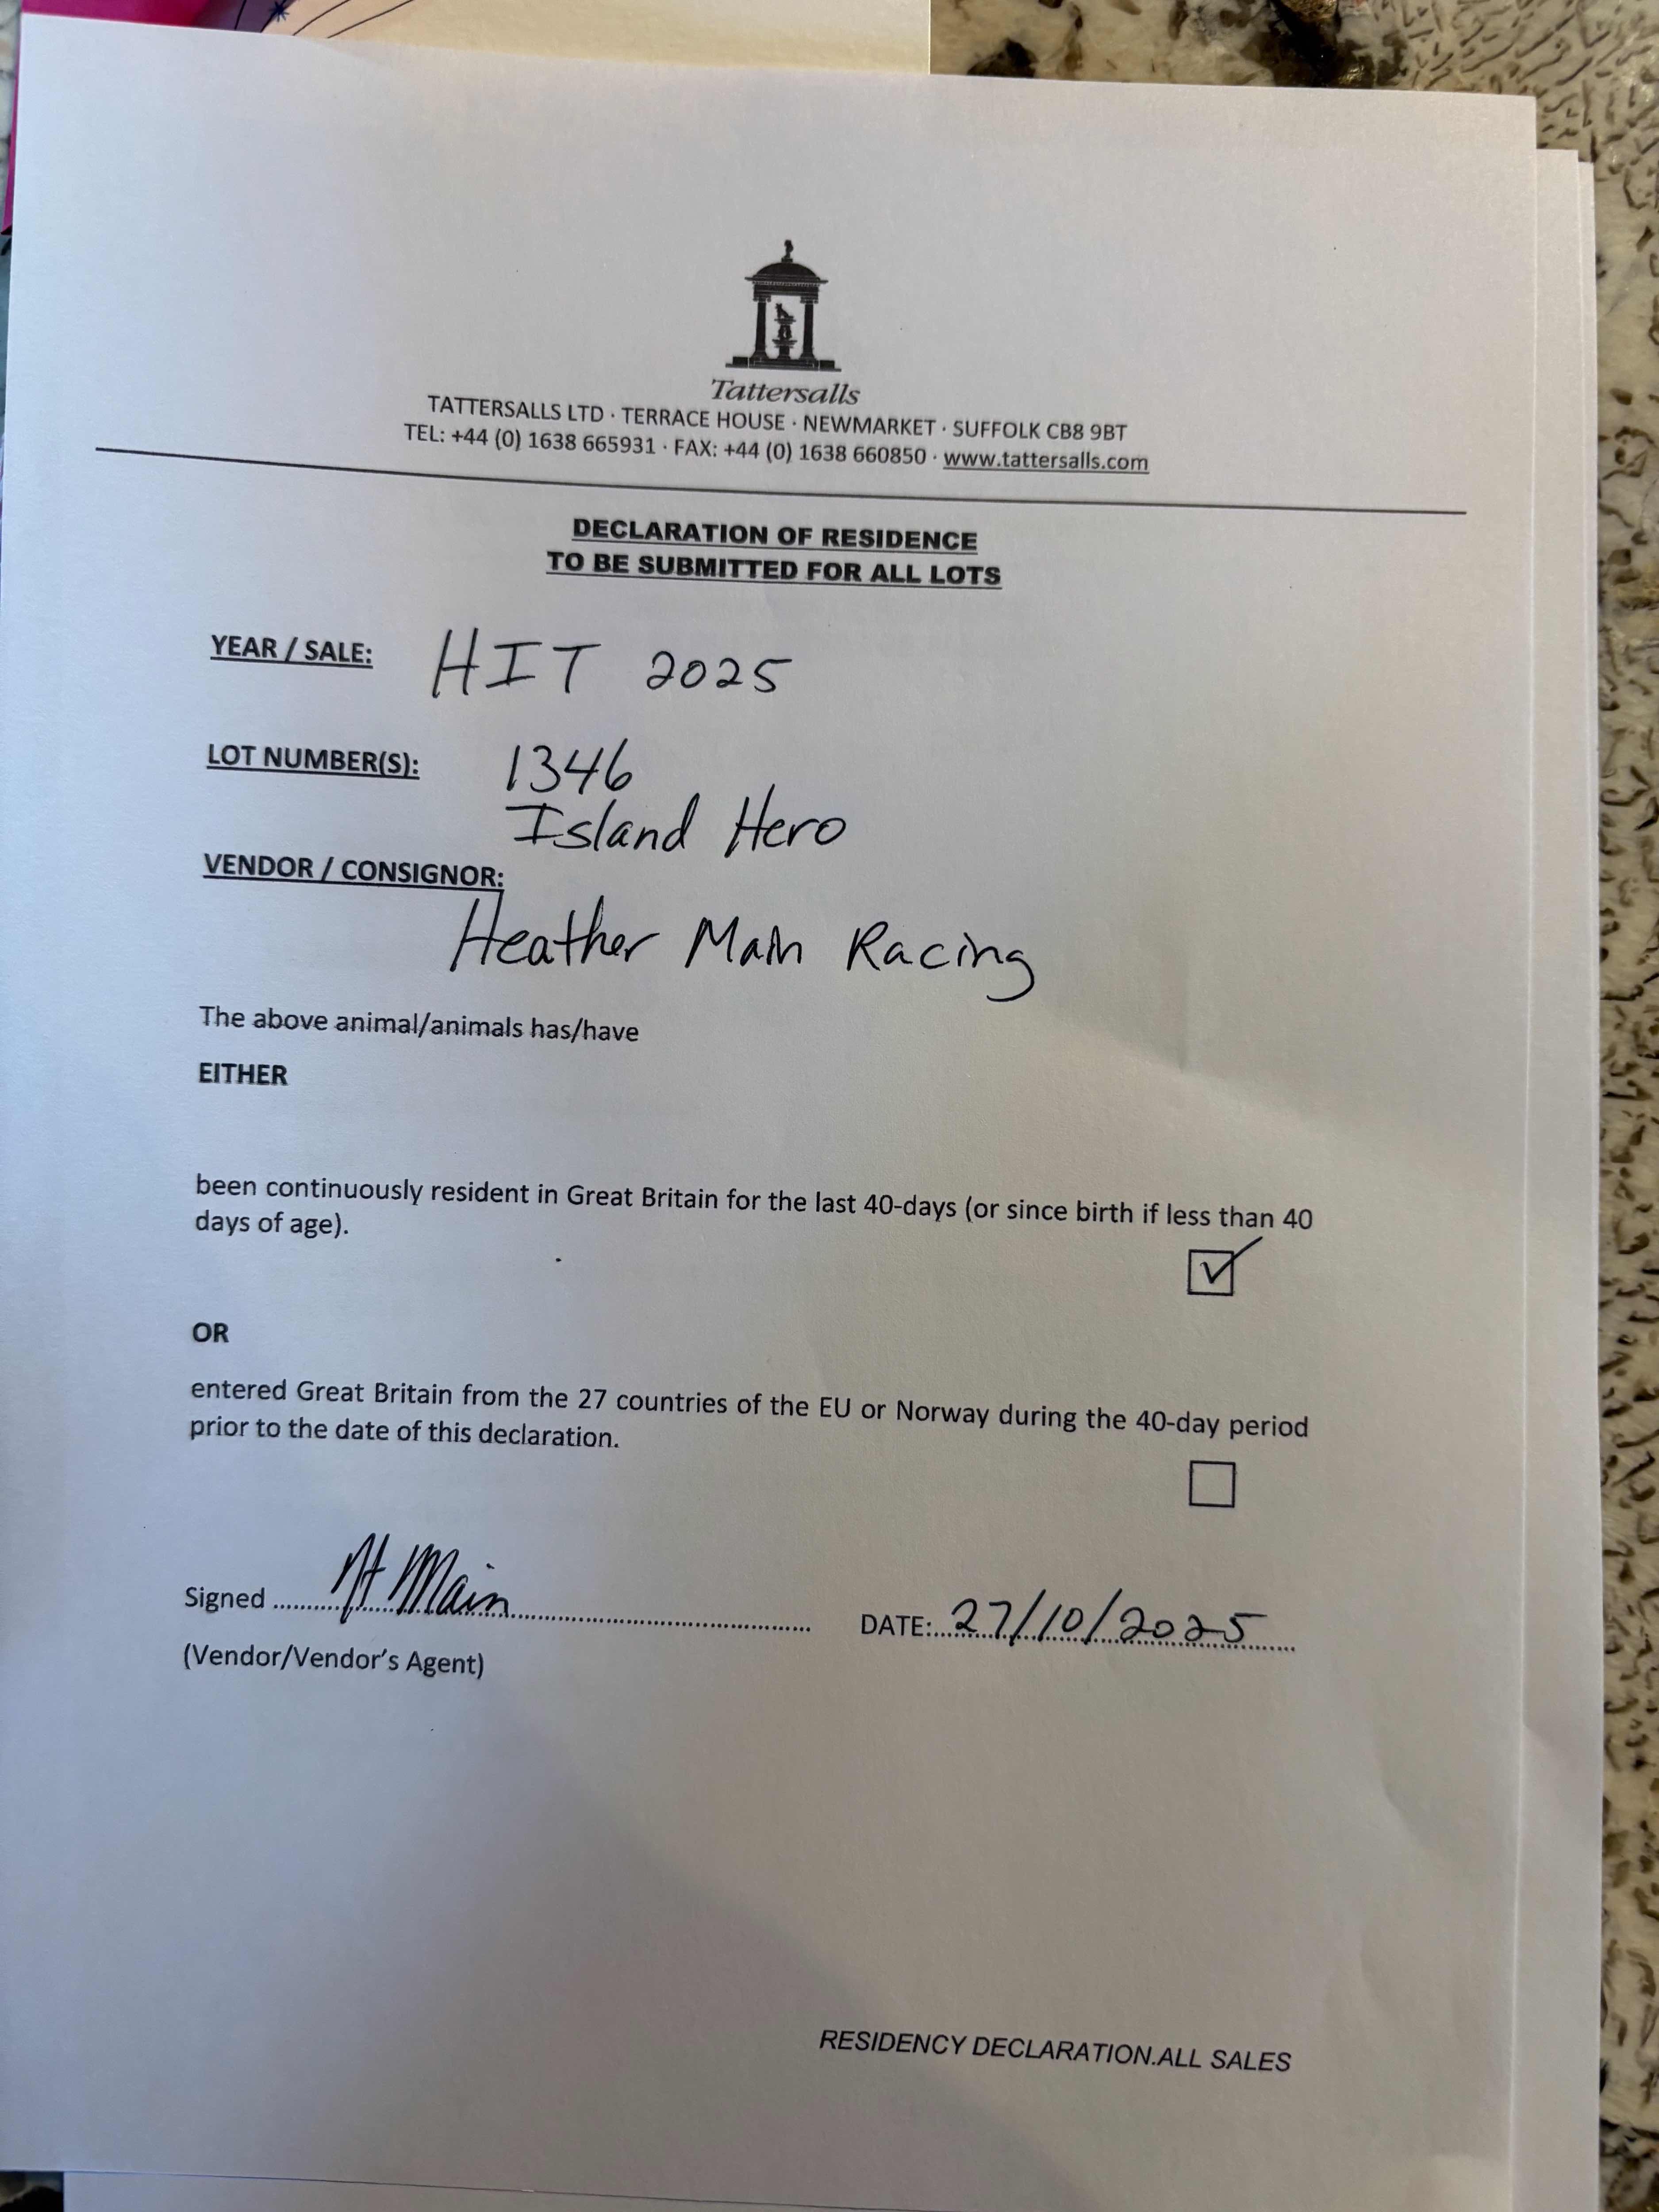 Tattersalls
TATTERSALLS LTD · TERRACE HOUSE · NEWMARKET · SUFFOLK CB8 9BT
TEL: +44 (0) 1638 665931 · FAX: +44 (0) 1638 660850 · www.tattersalls.com
DECLARATION OF RESIDENCE
TO BE SUBMITTED FOR ALL LOTS
YEAR / SALE: HIT 2025
LOT NUMBER(S): 1346
Island Hero
VENDOR / CONSIGNOR:
Heather Main Racing
The above animal/animals has/have
EITHER
been continuously resident in Great Britain for the last 40-days (or since birth if less than 40
days of age).
OR
entered Great Britain from the 27 countries of the EU or Norway during the 40-day period
prior to the date of this declaration.
Signed H Main DATE: 27/10/2025
(Vendor/Vendor's Agent)
RESIDENCY DECLARATION.ALL SALES